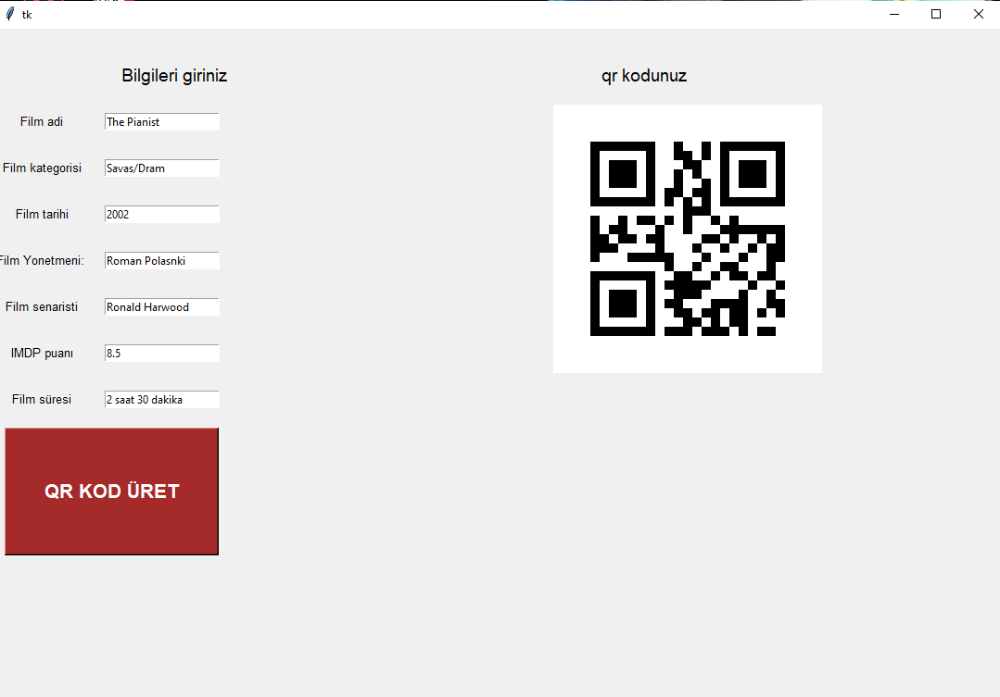 tk
Bilgileri giriniz
qr kodunuz
Film adi
The Pianist
Film kategorisi
Savas/Dram
Film tarihi
2002
Film Yonetmeni:
Roman Polasnki
Film senaristi
Ronald Harwood
IMDP puanı
8.5
Film süresi
2 saat 30 dakika
QR KOD ÜRET